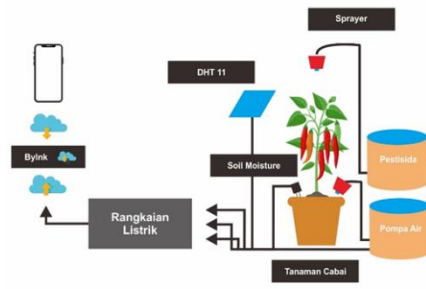 Sprayer
DHT 11
Bylnk
Soil Moisture
Pestisida
Rangkaian
Listrik
Pompa Air
Tanaman Cabai